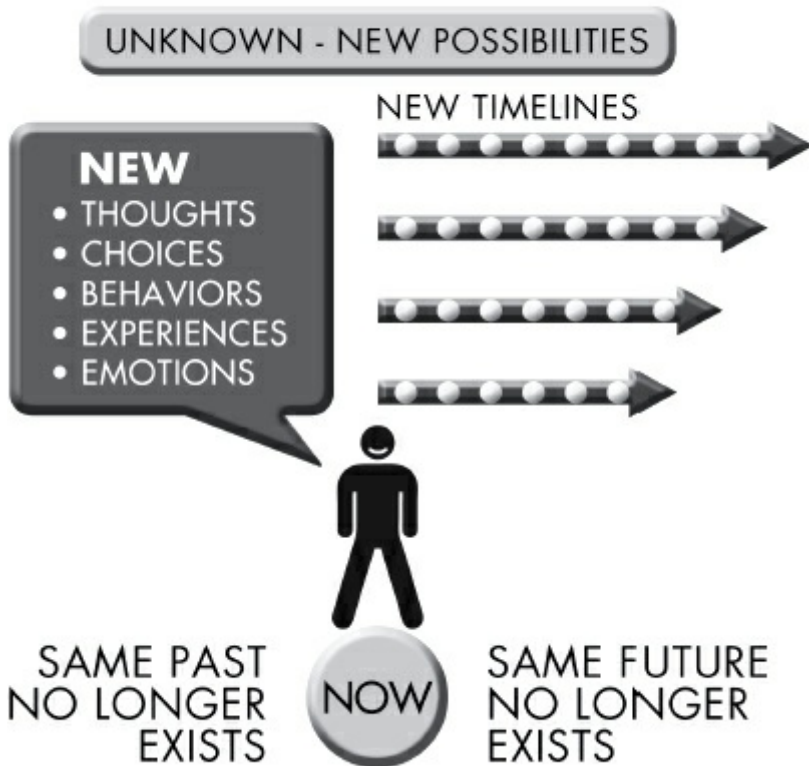 UNKNOWN - NEW POSSIBILITIES
NEW TIMELINES
NEW
• THOUGHTS
• CHOICES
• BEHAVIORS
• EXPERIENCES
• EMOTIONS
SAME PAST
NO LONGER
EXISTS
NOW
SAME FUTURE
NO LONGER
EXISTS